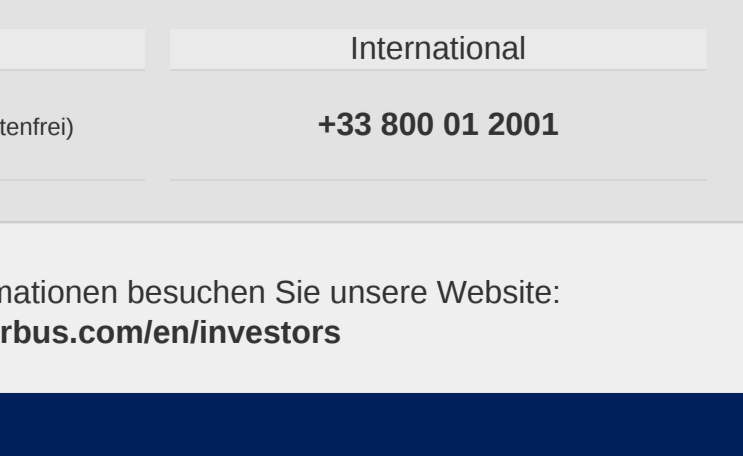 International
tenfrei)
+33 800 01 2001
mationen besuchen Sie unsere Website:
rbus.com/en/investors